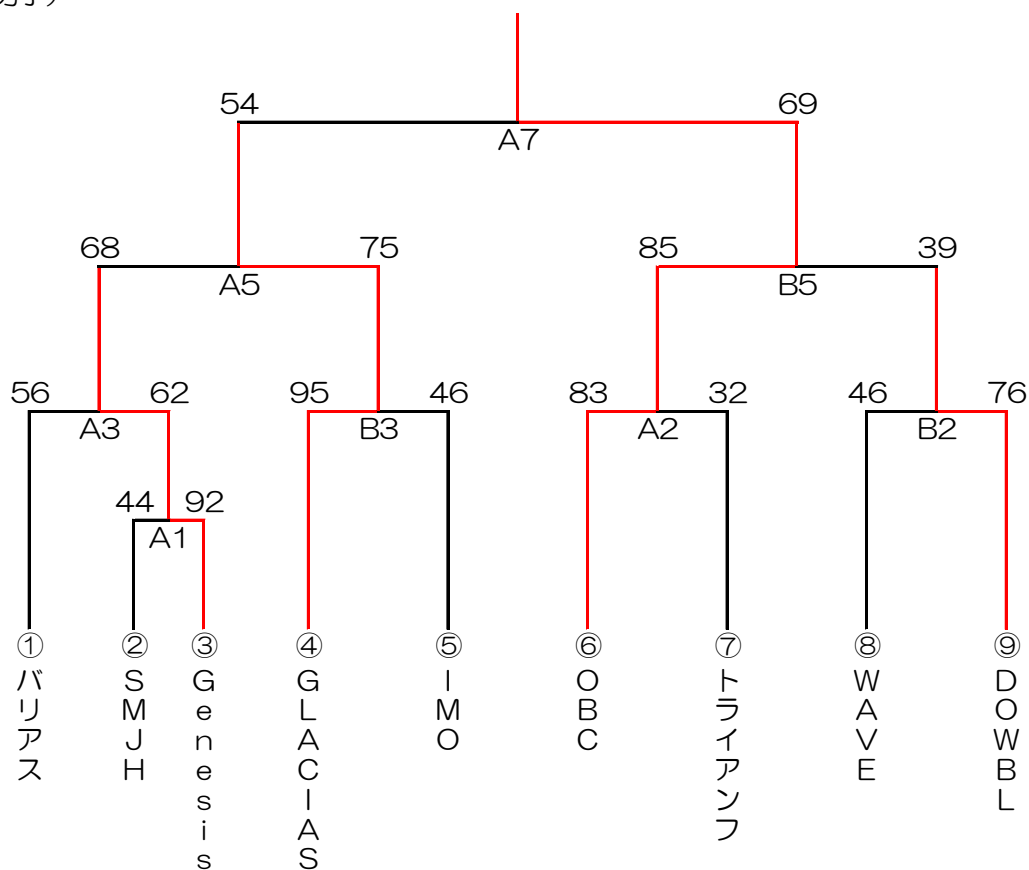 54 69
A7
68 75 85 39
A5 B5
56 62 95 46 83 32 46 76
A3 B3 A2 B2
44 92
A1
① ② ③ ④ ⑤ ⑥ ⑦ ⑧ ⑨
バリアス
SMJH
Genesis
GLACIAS
IMO
OBC
トライアンフ
WAVE
DOWBL